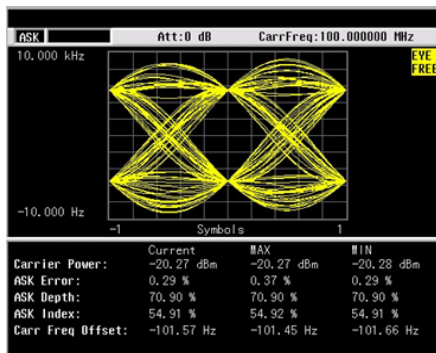 ASK Att:0 dB CarrFreq:100.000000 MHz
10.000 kHz
EYE
FREE
-10.000 Hz
-1 Symbols 1
Current MAX MIN
Carrier Power: -20.27 dBm -20.27 dBm -20.28 dBm
ASK Error: 0.29 % 0.37 % 0.29 %
ASK Depth: 70.90 % 70.90 % 70.90 %
ASK Index: 54.91 % 54.92 % 54.91 %
Carr Freq Offset: -101.57 Hz -101.45 Hz -101.66 Hz